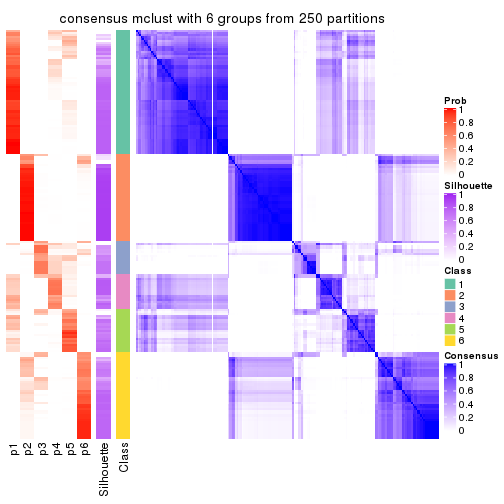 consensus mclust with 6 groups from 250 partitions
Prob
1
0.8
0.6
0.4
0.2
0
Silhouette
1
0.8
0.6
0.4
0.2
0
Class
1
2
3
4
5
6
Consensus
1
0.8
0.6
0.4
0.2
0
p1
p2
p3
p4
p5
p6
Silhouette
Class